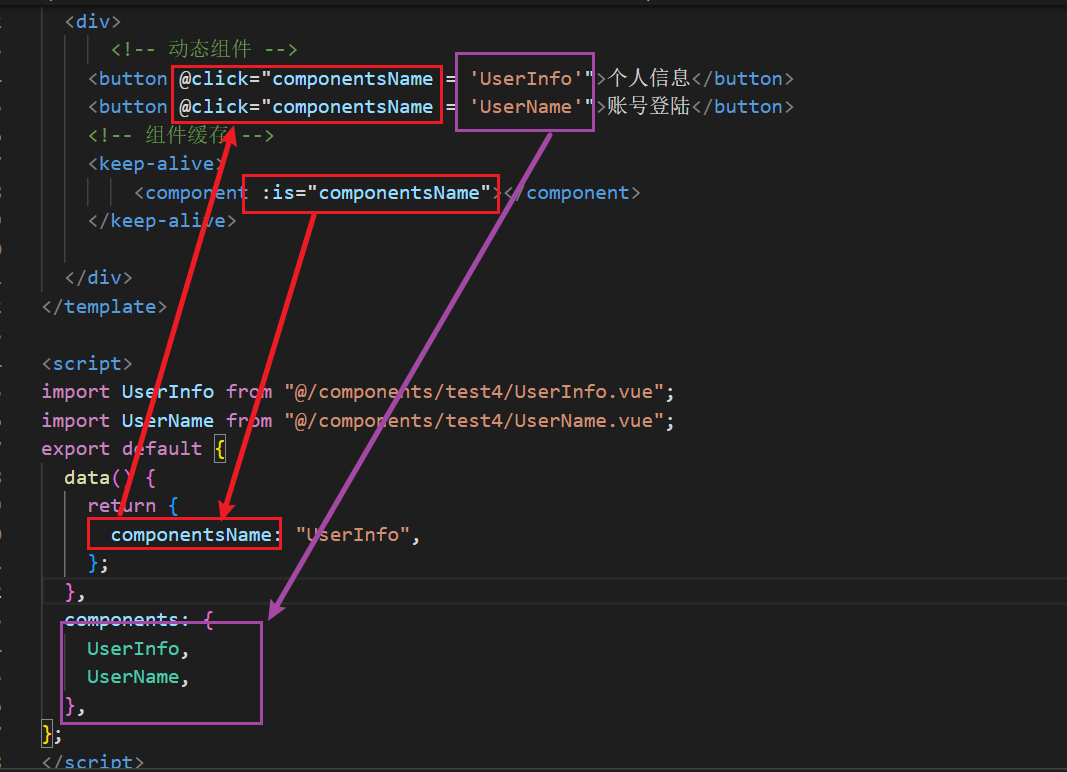 <div>
<!-- 动态组件 -->
<button @click="componentsName = 'UserInfo'">个人信息</button>
<button @click="componentsName = 'UserName'">账号登陆</button>
<!-- 组件缓存 -->
<keep-alive>
<component :is="componentsName"></component>
</keep-alive>
</div>
</template>
<script>
import UserInfo from "@/components/test4/UserInfo.vue";
import UserName from "@/components/test4/UserName.vue";
export default {
data() {
return {
componentsName: "UserInfo",
};
},
components: {
UserInfo,
UserName,
},
};
</script>